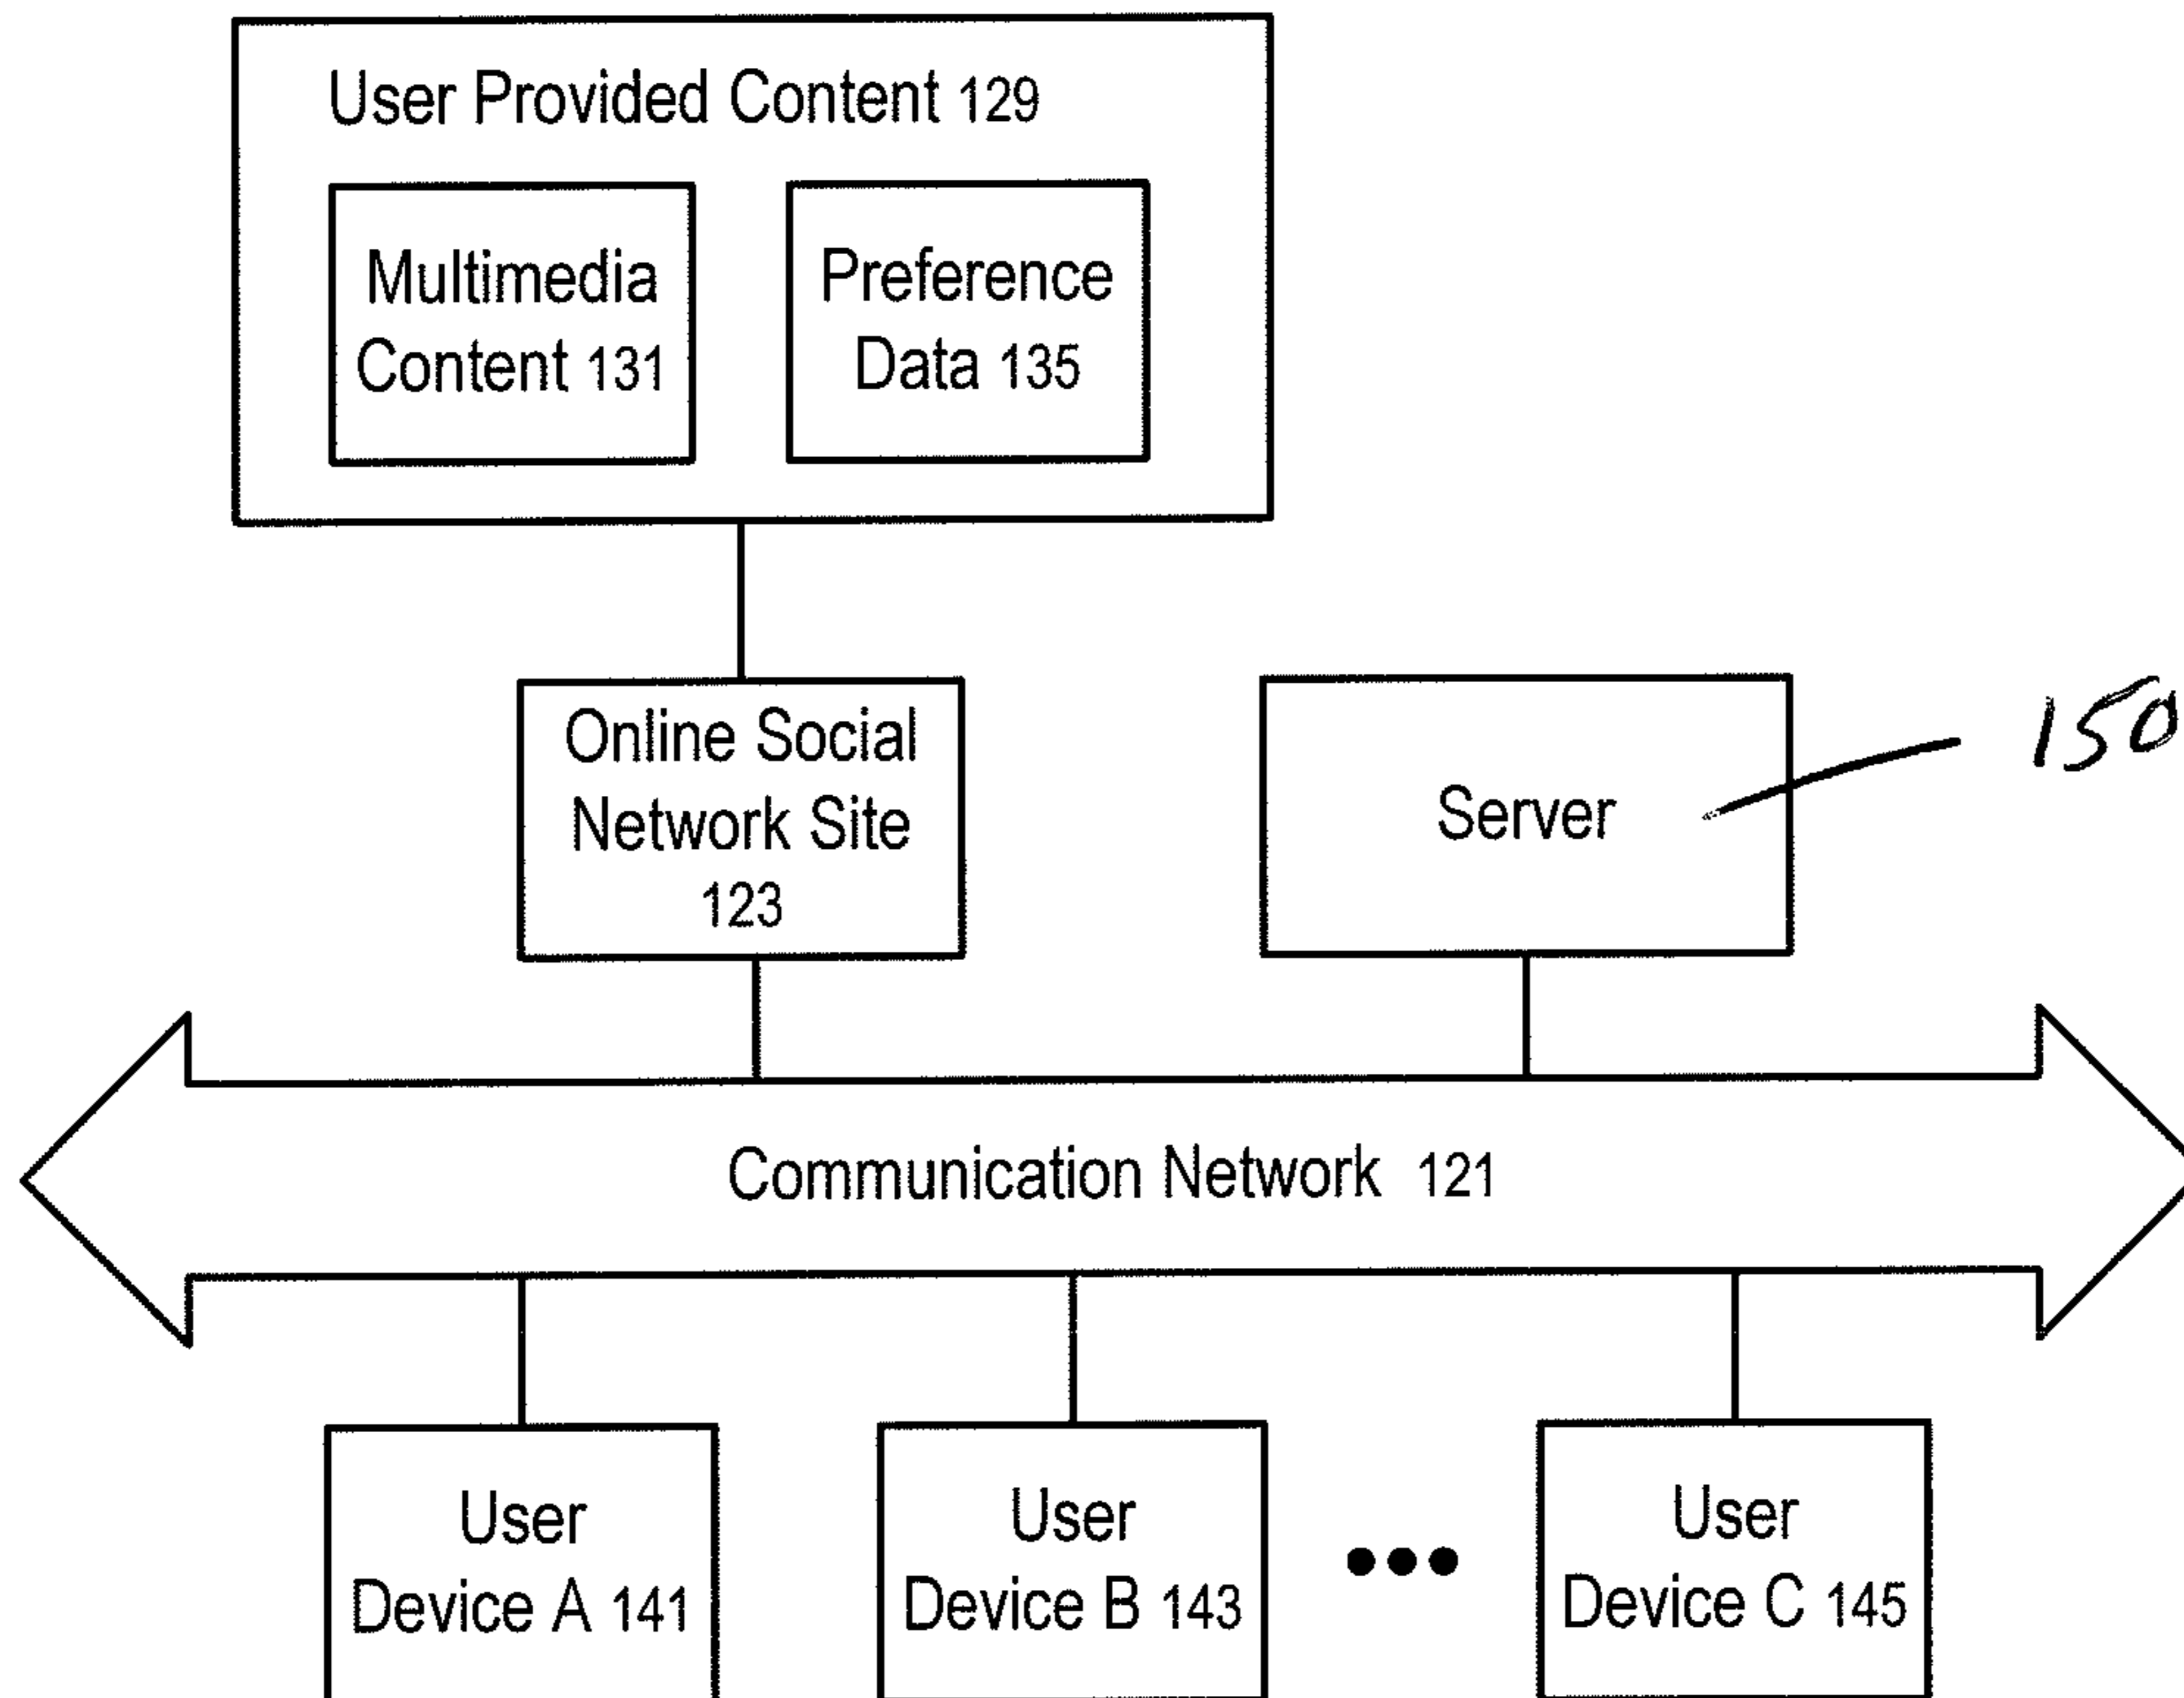 User Provided Content 129
Multimedia
Content 131
Preference
Data 135
Online Social
Network Site
123
Server
150
Communication Network 121
User
Device A 141
User
Device B 143
User
Device C 145